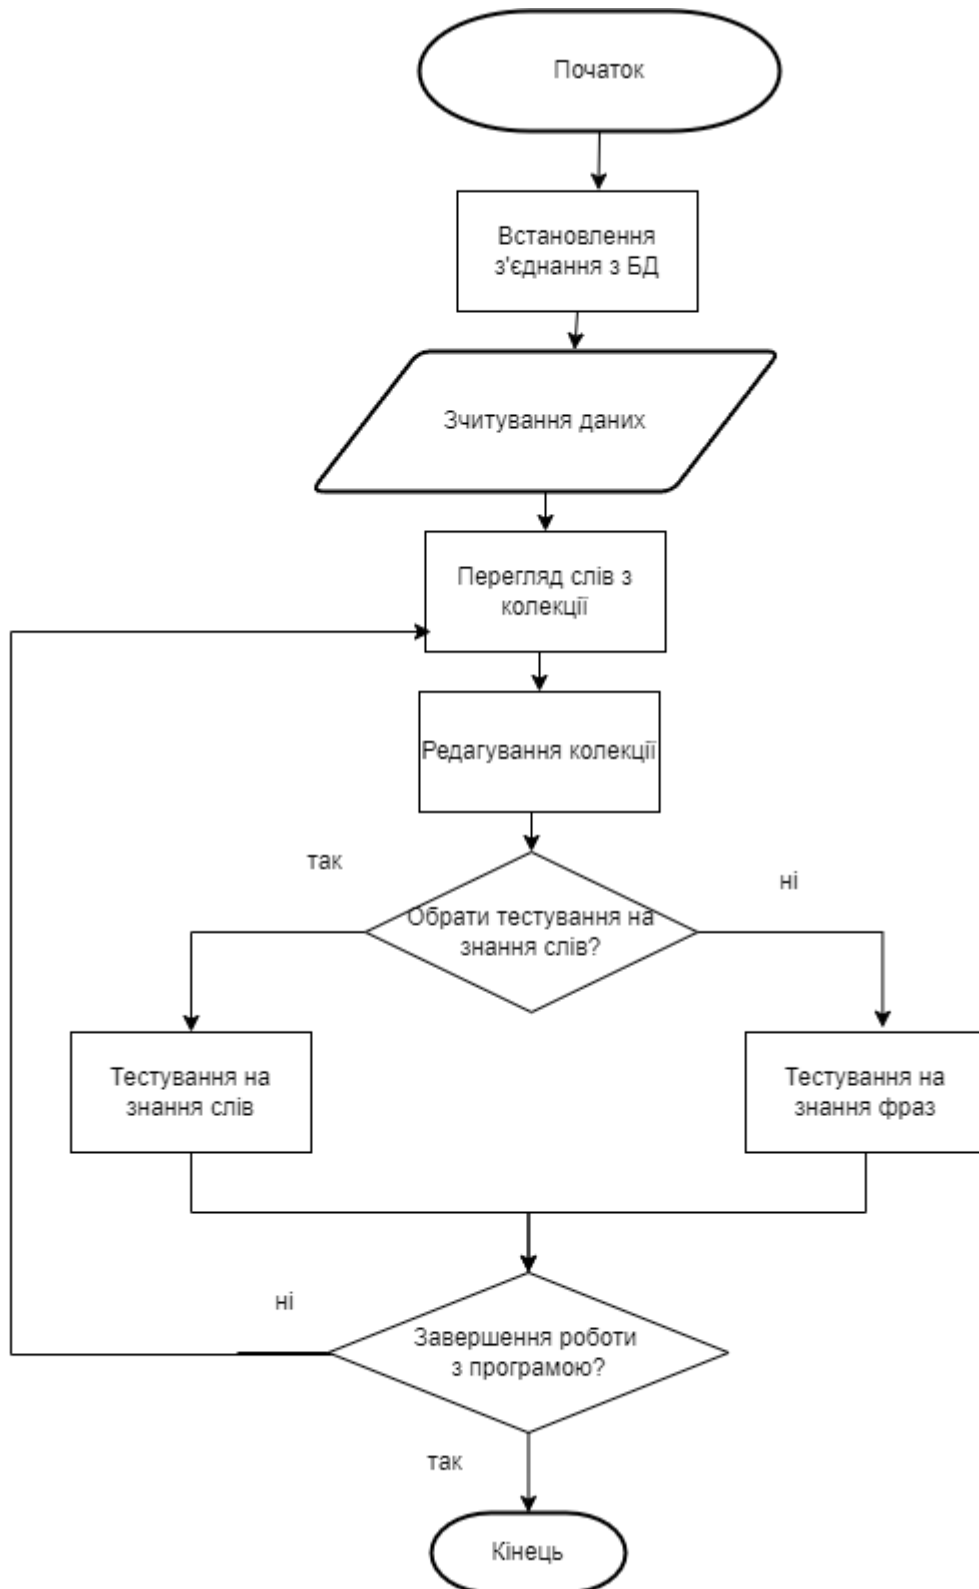 Початок
Встановлення
з'єднання з БД
Зчитування даних
Перегляд слів з
колекції
Редагування колекції
так
ні
Обрати тестування на
знання слів?
Тестування на
знання слів
Тестування на
знання фраз
ні
Завершення роботи
з програмою?
так
Кінець